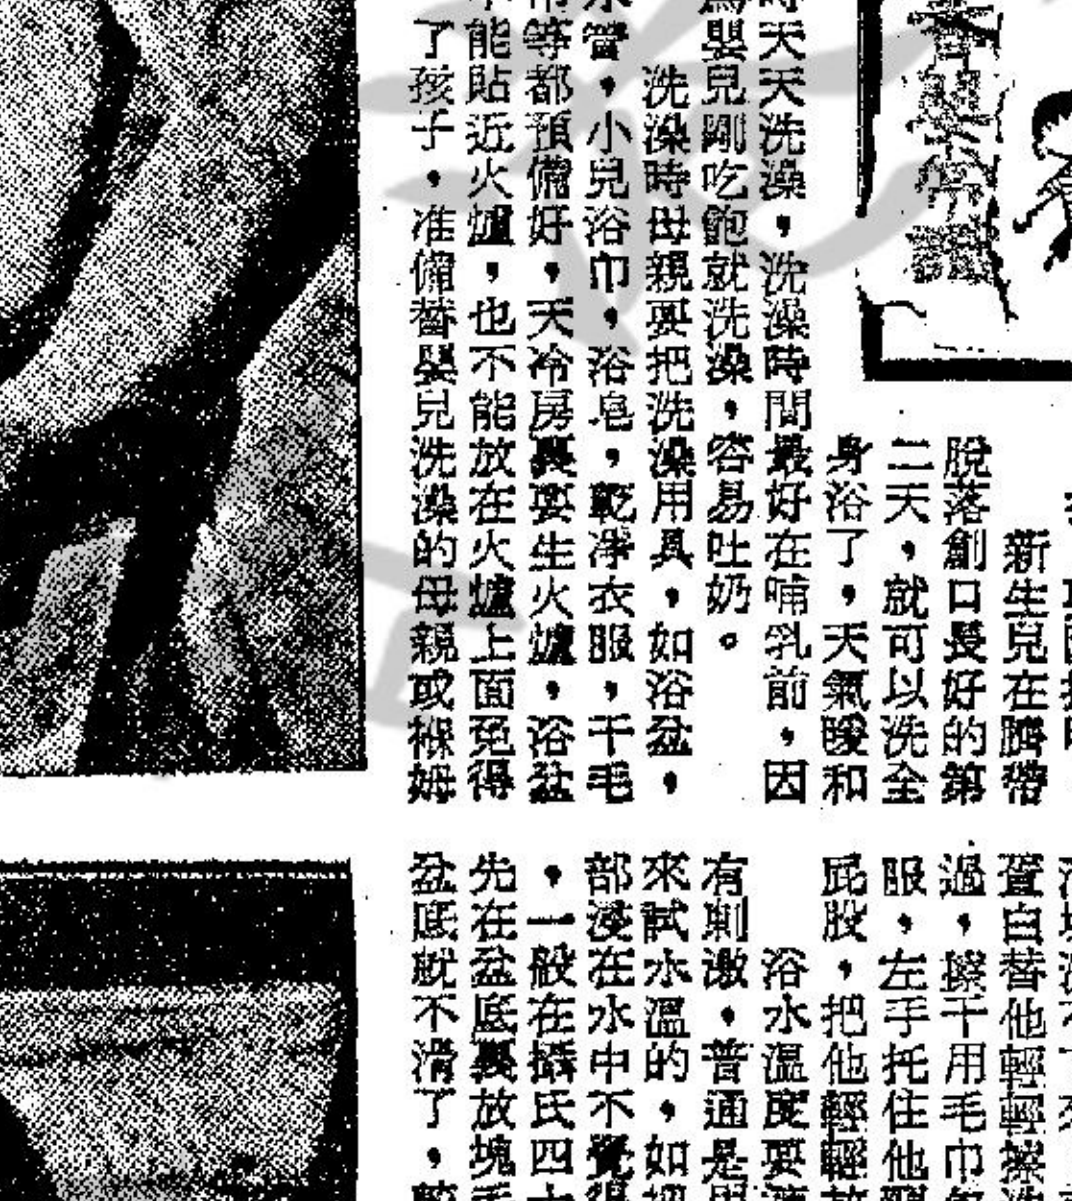 新生兒在臍帶
脫落創口長好的第
二天，就可以洗全
身浴了，天氣暖和
時天天洗澡，洗澡時間最好在哺乳前，因
爲嬰兒剛吃飽就洗澡，容易吐奶。
洗澡時母親要把洗澡用具，如浴盆，
水管，小兒浴巾，浴皂，乾淨衣服，干毛
巾等都預備好，天冷房裏要生火爐，浴盆
不能貼近火爐，也不能放在火爐上面免得
了孩子，准備替嬰兒洗澡的母親或褓姆
蛋白替他輕輕擦
過，擦干用毛巾
服，左手托住他
屁股，把他輕輕
浴水溫度要
有刺激，普通是用
來試水溫的，如把
部浸在水中不覺得
，一般在攝氏四十
先在盆底裏放塊毛
盆底就不滑了，